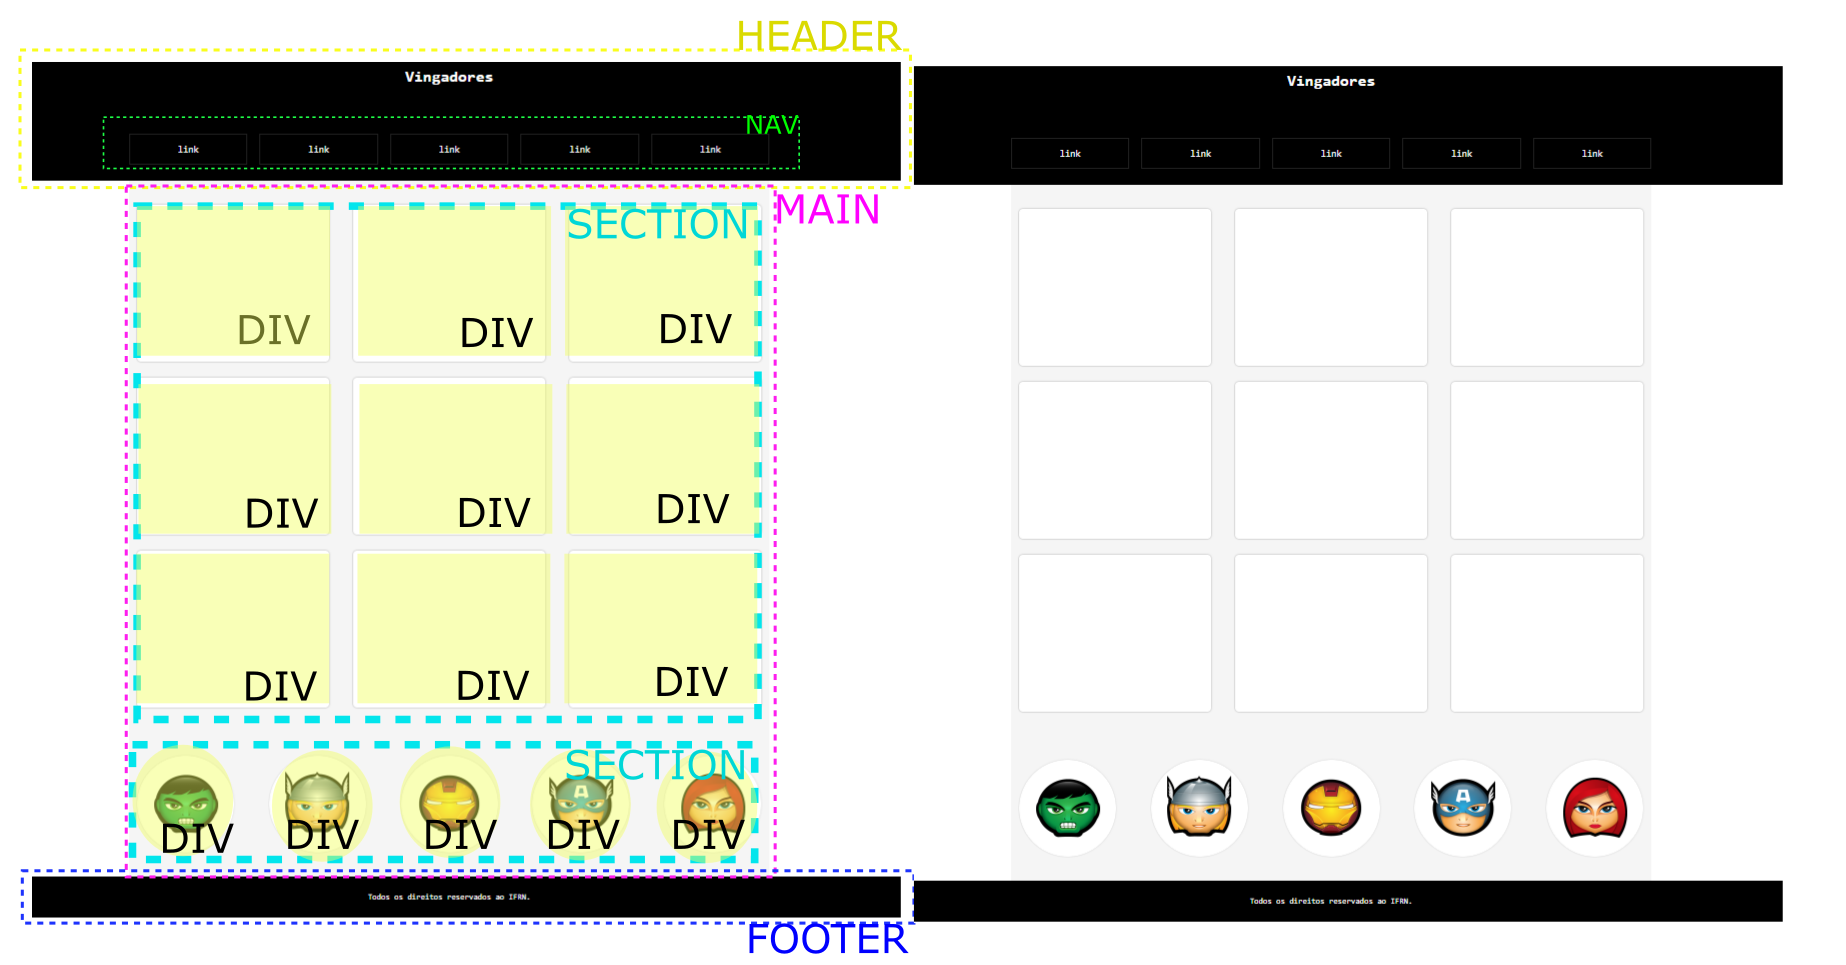 HEADER
Vingadores
NAV
link link link link link
MAIN
SECTION
DIV DIV DIV
DIV DIV DIV
DIV DIV DIV
SECTION
A
DIV DIV DIV DIV DIV
Todos os direitos reservados ao IFRN.
FOOTER
Vingadores
link link link link link
A
Todos os direitos reservados ao IFRN.